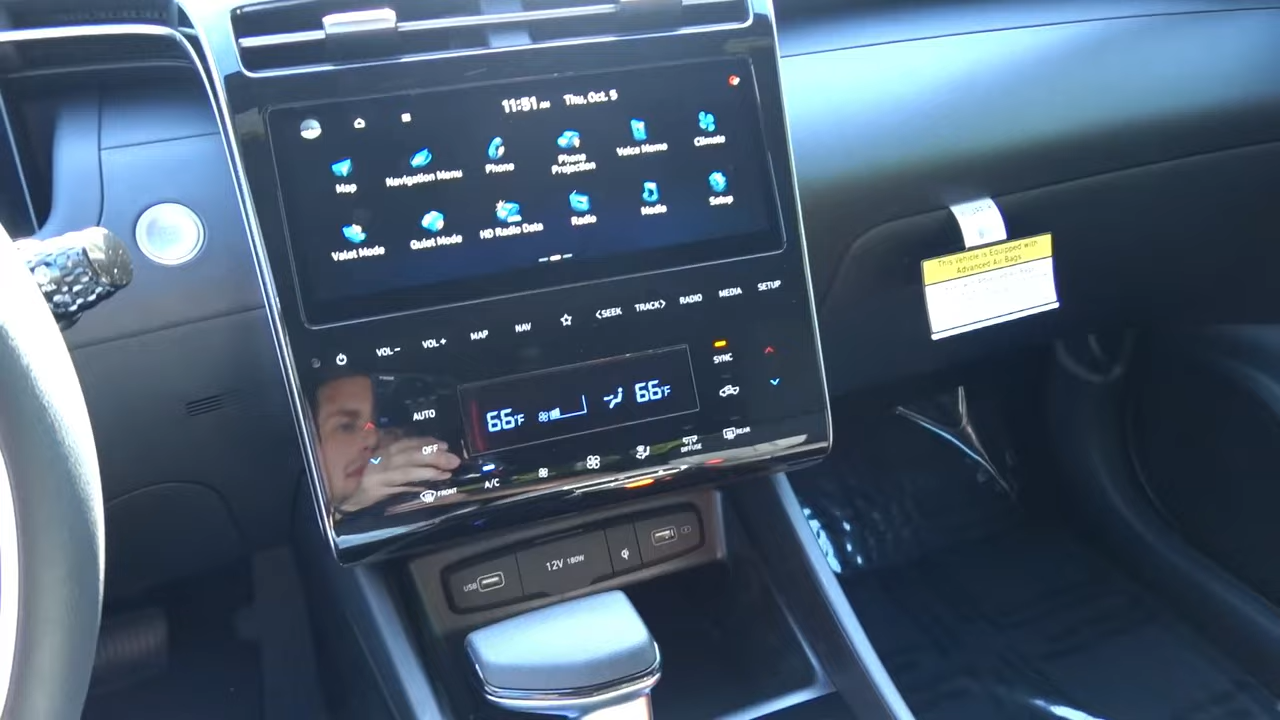 11:51 AM Thu, Oct. 5
Map
Navigation Menu
Phone
Phone
Projection
Voice Memo
Climate
Valet Mode
Quiet Mode
HD Radio Data
Radio
Media
Setup
VOL-
VOL+
MAP
NAV
SEEK
TRACK
RADIO
MEDIA
SETUP
AUTO
66°F
66°F
SYNC
OFF
FRONT
A/C
DIFFUSE
REAR
USB
12V 180W
This Vehicle is Equipped with
Advanced Air Bags